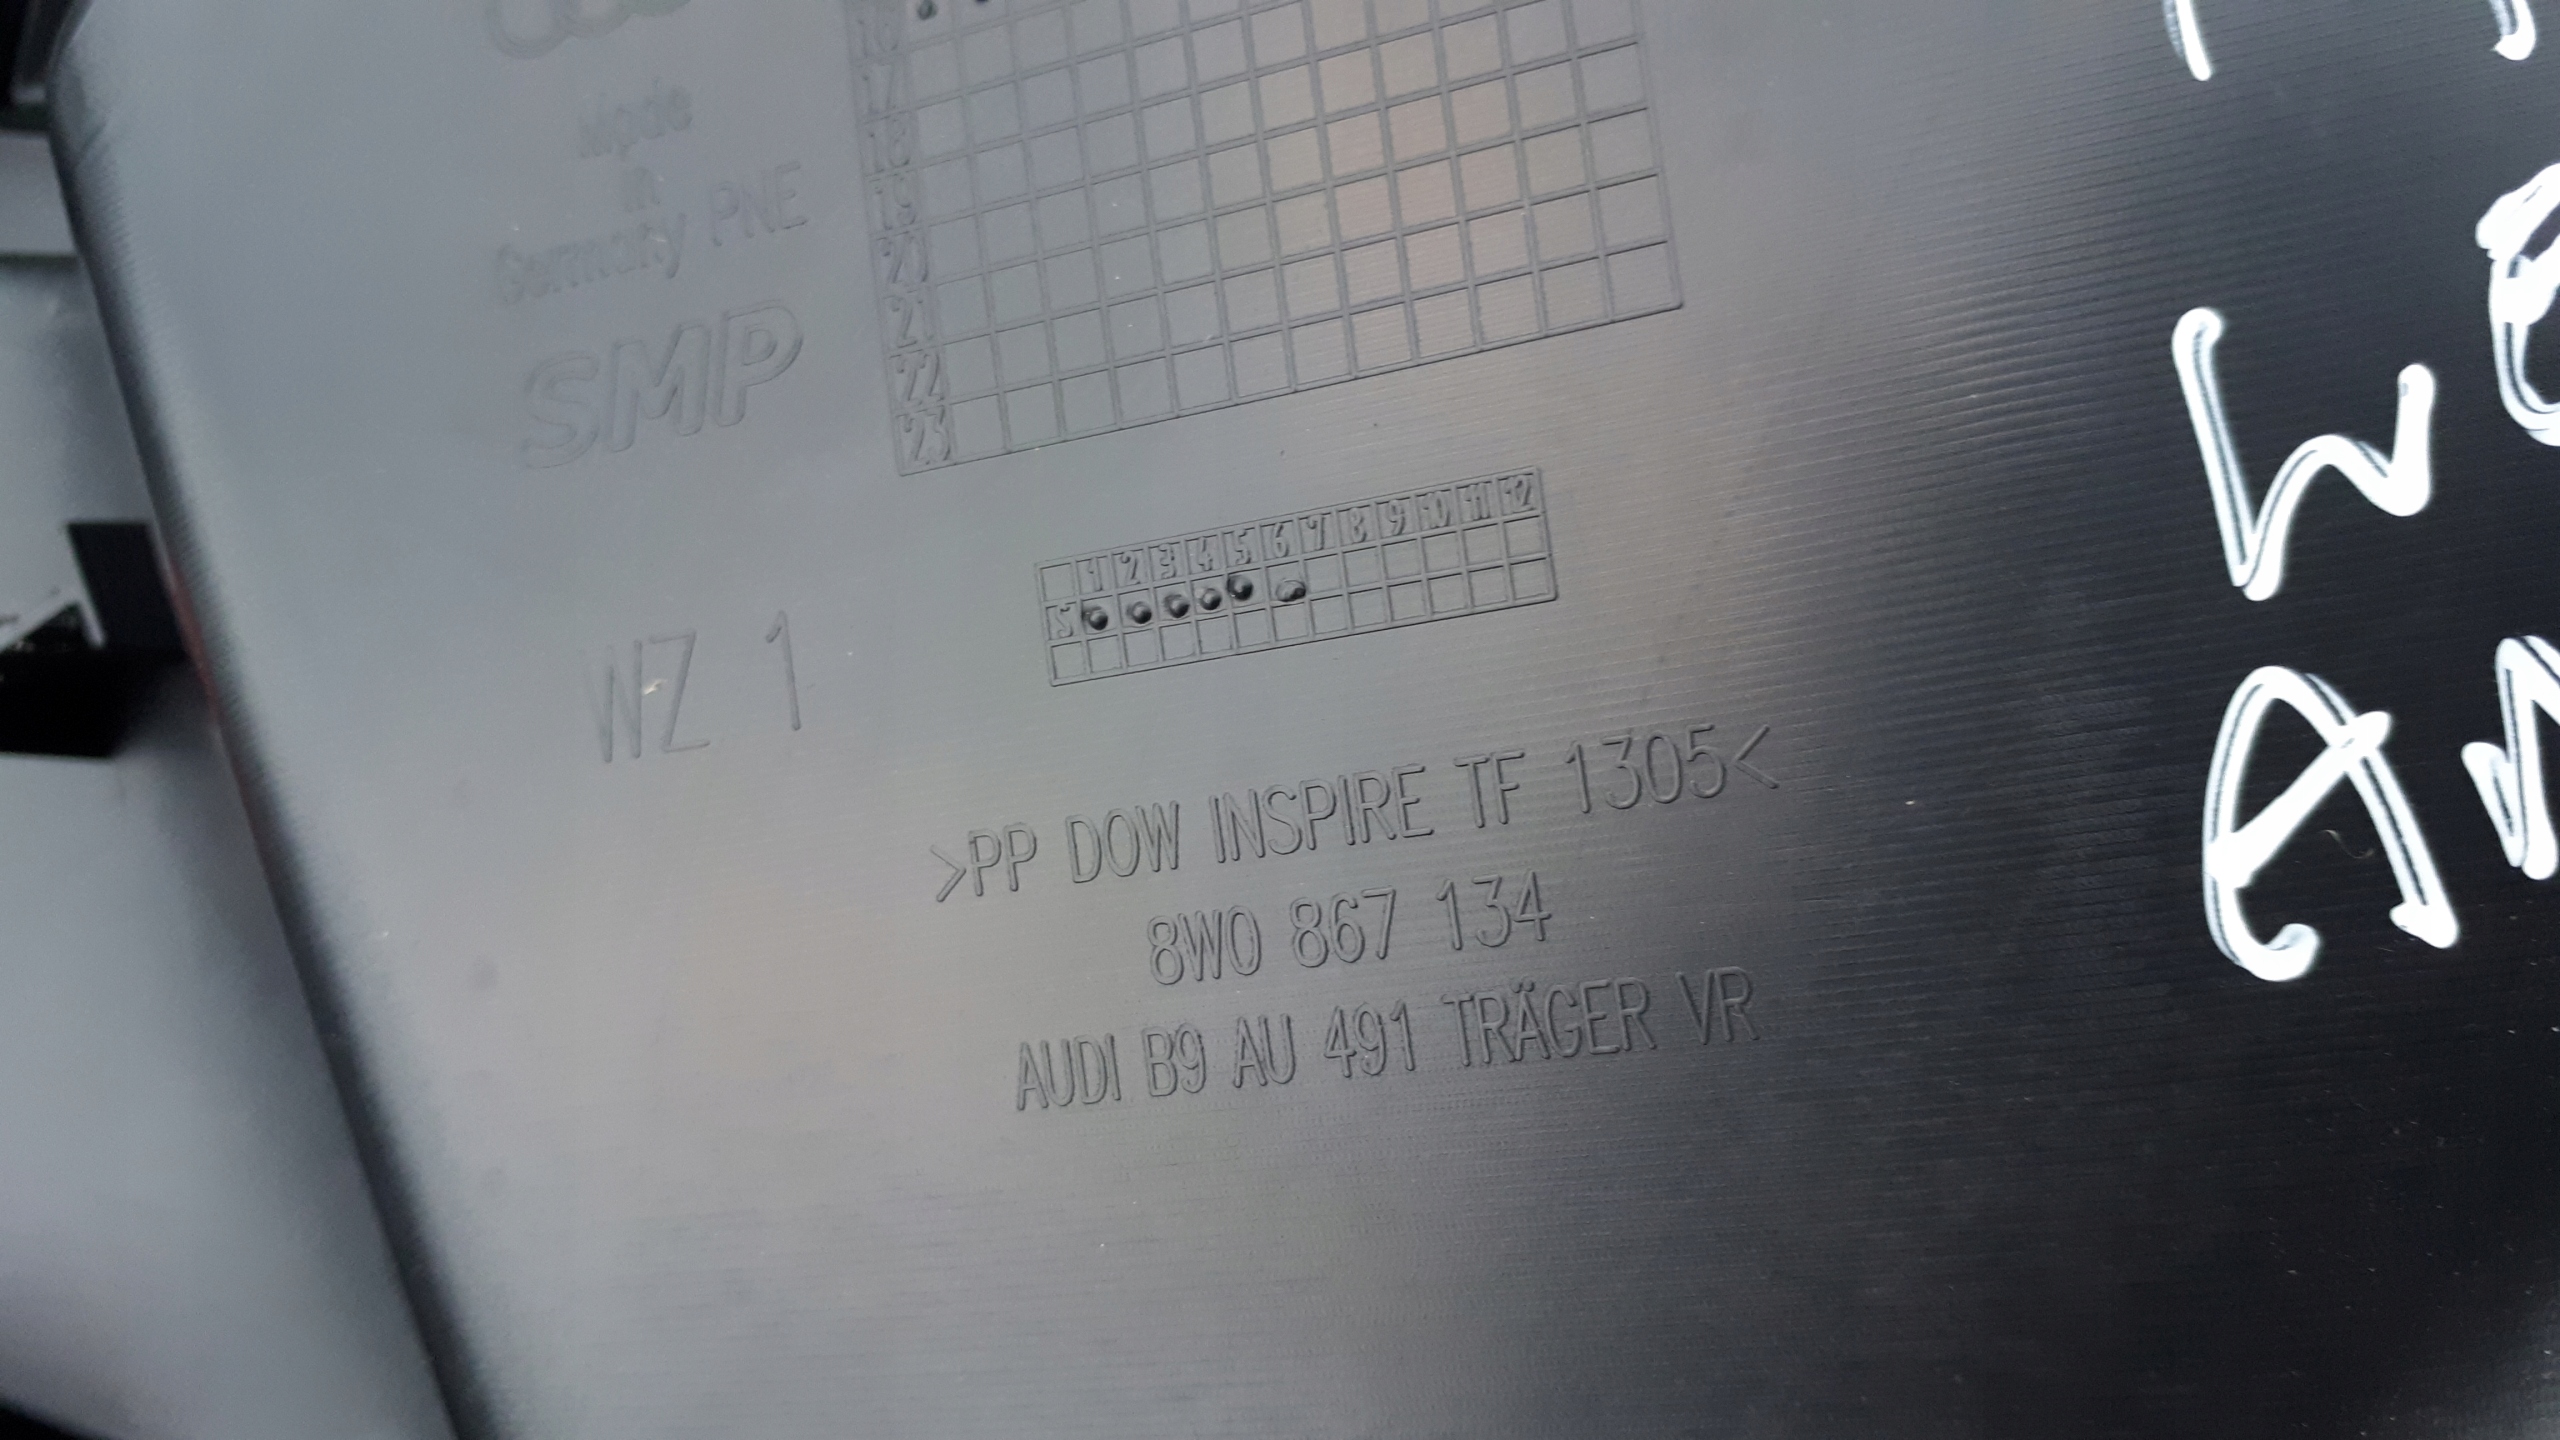 Made
in
Germany PNE
SMP
16
17
18
19
20
21
22
23
1 2 3 4 5 6 7 8 9 10 11 12
WZ 1
>PP DOW INSPIRE TF 1305<
8W0 867 134
AUDI B9 AU 491 TRÄGER VR